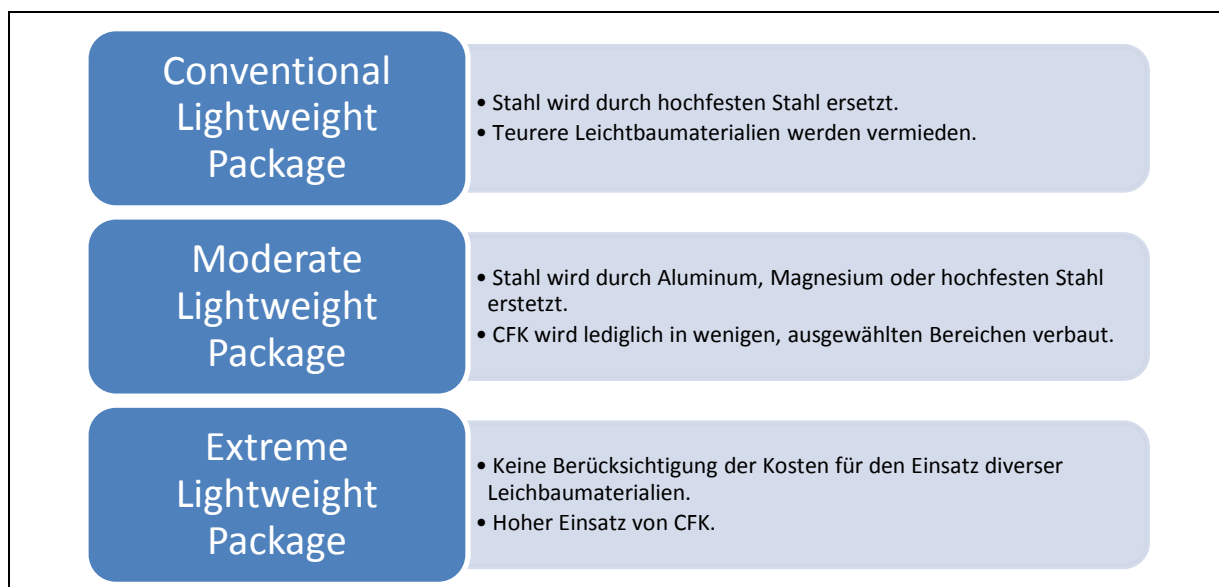 Conventional
Lightweight
Package
• Stahl wird durch hochfesten Stahl ersetzt.
• Teurere Leichtbaumaterialien werden vermieden.
Moderate
Lightweight
Package
• Stahl wird durch Aluminum, Magnesium oder hochfesten Stahl
erstetzt.
• CFK wird lediglich in wenigen, ausgewählten Bereichen verbaut.
Extreme
Lightweight
Package
• Keine Berücksichtigung der Kosten für den Einsatz diverser
Leichbaumaterialien.
• Hoher Einsatz von CFK.